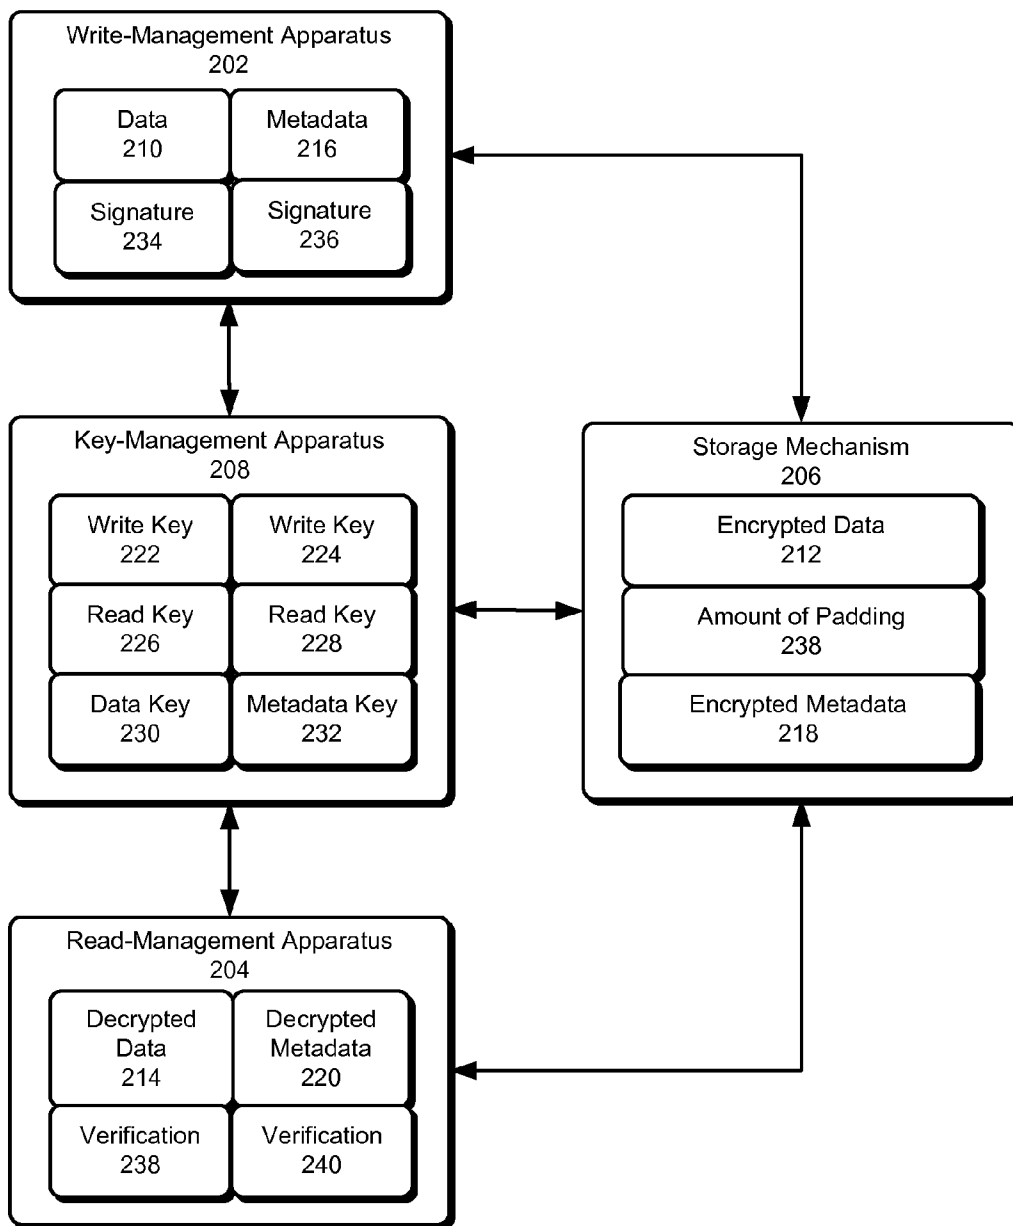 Write-Management Apparatus
202
Data
210
Metadata
216
Signature
234
Signature
236
Key-Management Apparatus
208
Write Key
222
Write Key
224
Read Key
226
Read Key
228
Data Key
230
Metadata Key
232
Storage Mechanism
206
Encrypted Data
212
Amount of Padding
238
Encrypted Metadata
218
Read-Management Apparatus
204
Decrypted
Data
214
Decrypted
Metadata
220
Verification
238
Verification
240